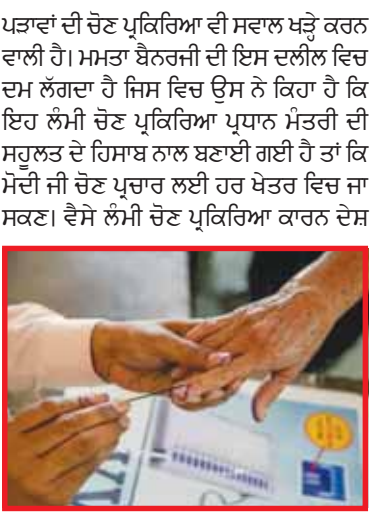 ਪੜਾਵਾਂ ਦੀ ਚੋਣ ਪ੍ਰਕਿਰਿਆ ਵੀ ਸਵਾਲ ਖੜ੍ਹੇ ਕਰਨ
ਵਾਲੀ ਹੈ। ਮਮਤਾ ਬੈਨਰਜੀ ਦੀ ਇਸ ਦਲੀਲ ਵਿਚ
ਦਮ ਲੱਗਦਾ ਹੈ ਜਿਸ ਵਿਚ ਉਸ ਨੇ ਕਿਹਾ ਹੈ ਕਿ
ਇਹ ਲੰਮੀ ਚੋਣ ਪ੍ਰਕਿਰਿਆ ਪ੍ਰਧਾਨ ਮੰਤਰੀ ਦੀ
ਸਹੂਲਤ ਦੇ ਹਿਸਾਬ ਨਾਲ ਬਣਾਈ ਗਈ ਹੈ ਤਾਂ ਕਿ
ਮੋਦੀ ਜੀ ਚੋਣ ਪ੍ਰਚਾਰ ਲਈ ਹਰ ਖੇਤਰ ਵਿਚ ਜਾ
ਸਕਣ। ਵੈਸੇ ਲੰਮੀ ਚੋਣ ਪ੍ਰਕਿਰਿਆ ਕਾਰਨ ਦੇਸ਼